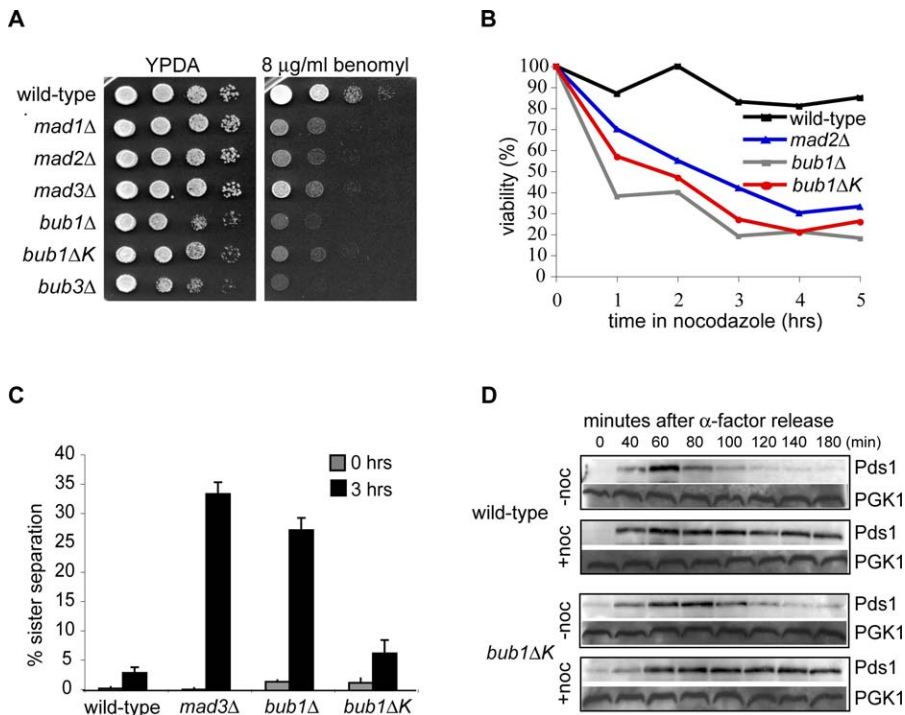 A
YPDA
8 µg/ml benomyl
wild-type
mad1Δ
mad2Δ
mad3Δ
bub1Δ
bub1ΔK
bub3Δ
B
100
90
80
70
60
50
40
30
20
10
0
viability (%)
0 1 2 3 4 5
time in nocodazole (hrs)
wild-type
mad2Δ
bub1Δ
bub1ΔK
C
40
35
30
25
20
15
10
5
0
% sister separation
0 hrs
3 hrs
wild-type mad3Δ bub1Δ bub1ΔK
D
minutes after α-factor release
0 40 60 80 100 120 140 180 (min)
wild-type
-noc
Pds1
PGK1
+noc
Pds1
PGK1
bub1ΔK
-noc
Pds1
PGK1
+noc
Pds1
PGK1